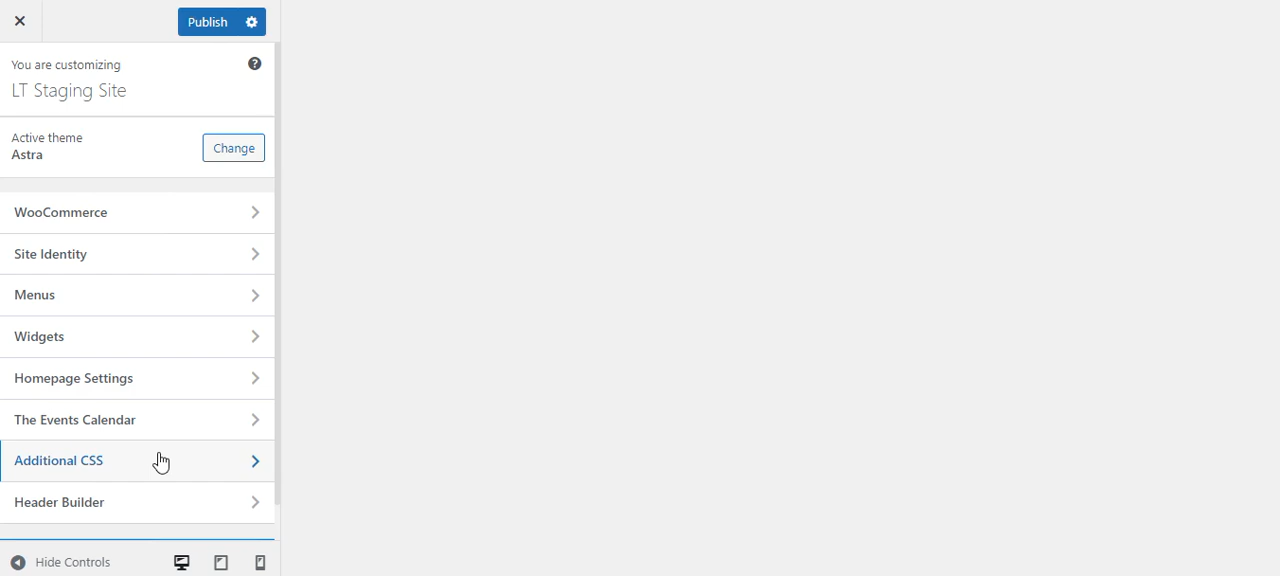 Publish
You are customizing
LT Staging Site
Active theme
Astra
Change
WooCommerce
Site Identity
Menus
Widgets
Homepage Settings
The Events Calendar
Additional CSS
Header Builder
Hide Controls